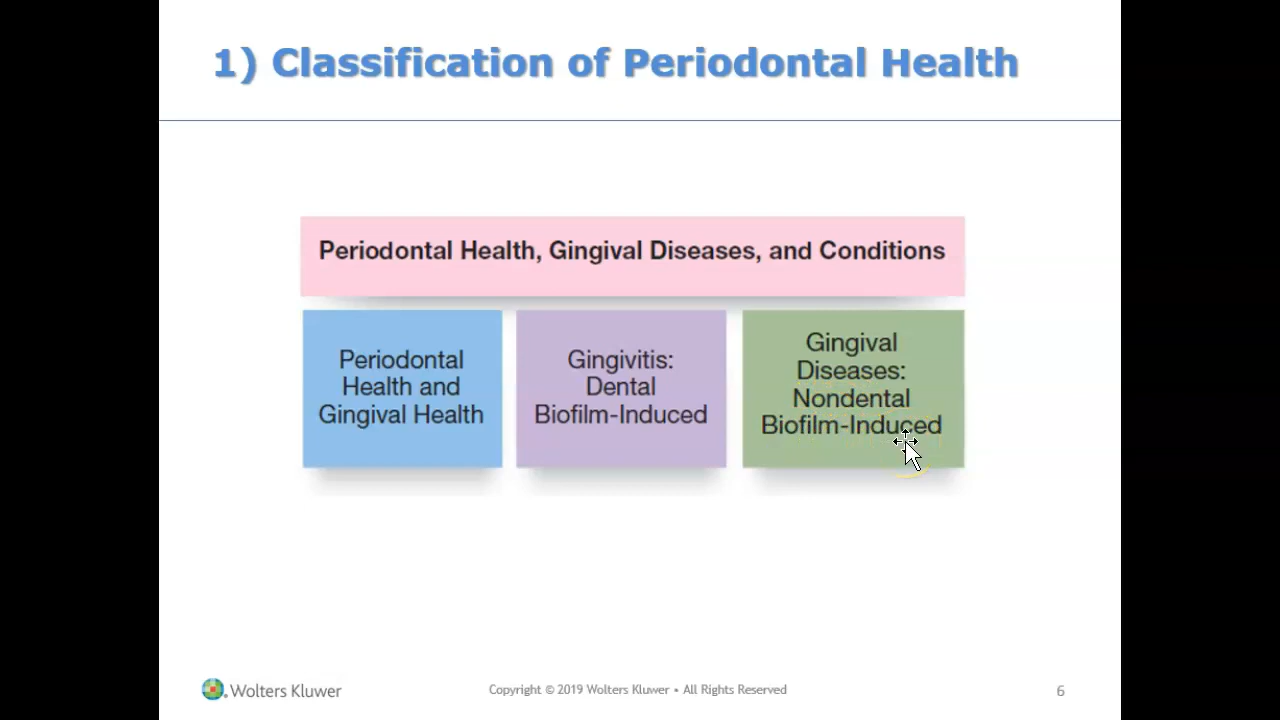 1) Classification of Periodontal Health
Periodontal Health, Gingival Diseases, and Conditions
Periodontal
Health and
Gingival Health
Gingivitis:
Dental
Biofilm-Induced
Gingival
Diseases:
Nondental
Biofilm-Induced
Wolters Kluwer
Copyright © 2019 Wolters Kluwer • All Rights Reserved
6